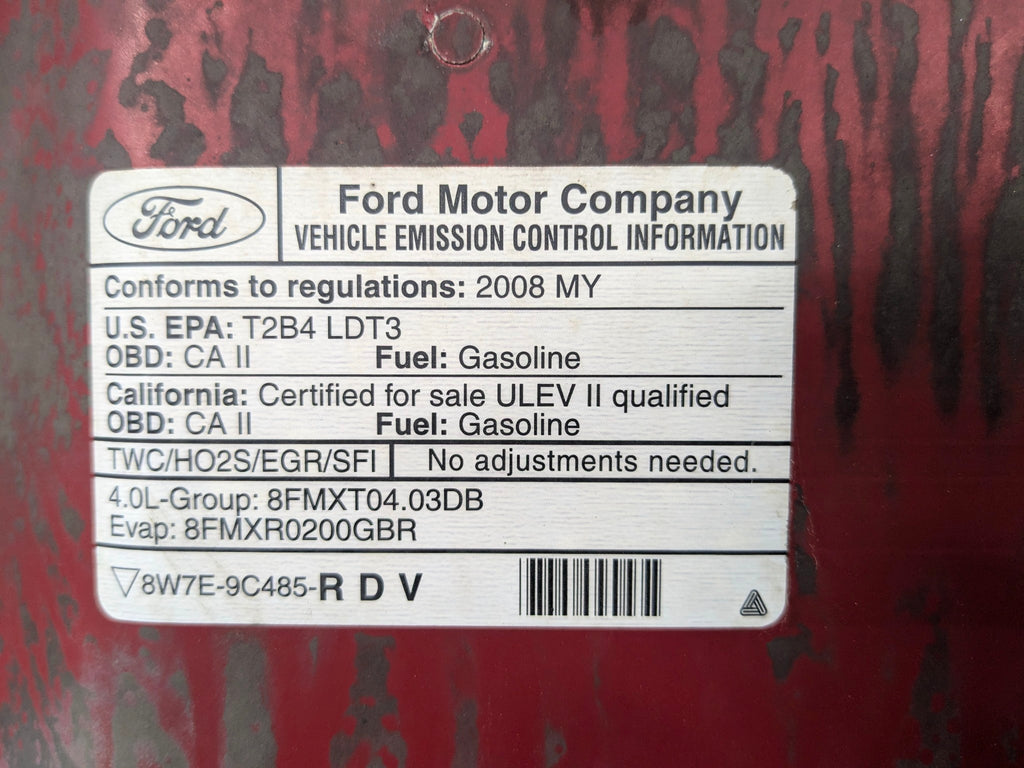 Ford
Ford Motor Company
VEHICLE EMISSION CONTROL INFORMATION
Conforms to regulations: 2008 MY
U.S. EPA: T2B4 LDT3
OBD: CA II Fuel: Gasoline
California: Certified for sale ULEV II qualified
OBD: CA II Fuel: Gasoline
TWC/HO2S/EGR/SFI No adjustments needed.
4.0L-Group: 8FMXT04.03DB
Evap: 8FMXR0200GBR
▽8W7E-9C485-R D V